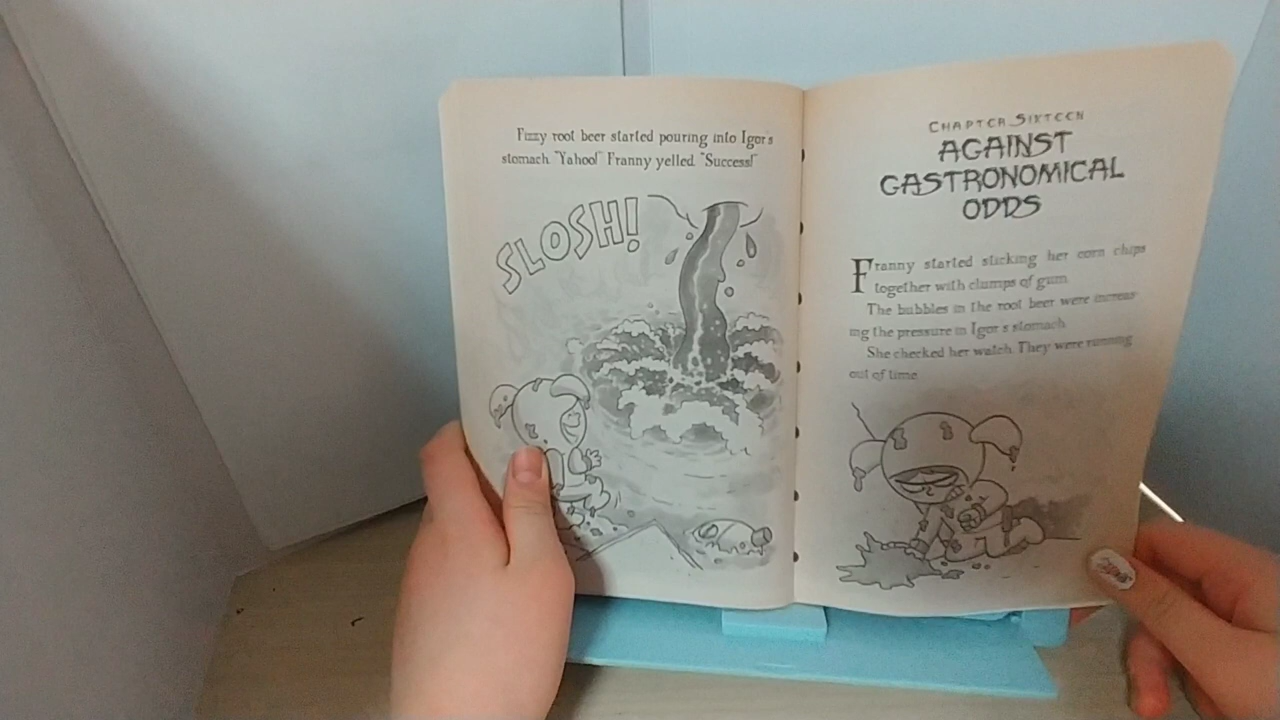 Fizzy root beer started pouring into Igor's
stomach. "Yahoo!" Franny yelled. "Success!"
SLOSH!
CHAPTER SIXTEEN
AGAINST
GASTRONOMICAL
ODDS
Franny started sticking her corn chips
together with clumps of gum.
The bubbles in the root beer were increas-
ing the pressure in Igor's stomach.
She checked her watch. They were running
out of time.